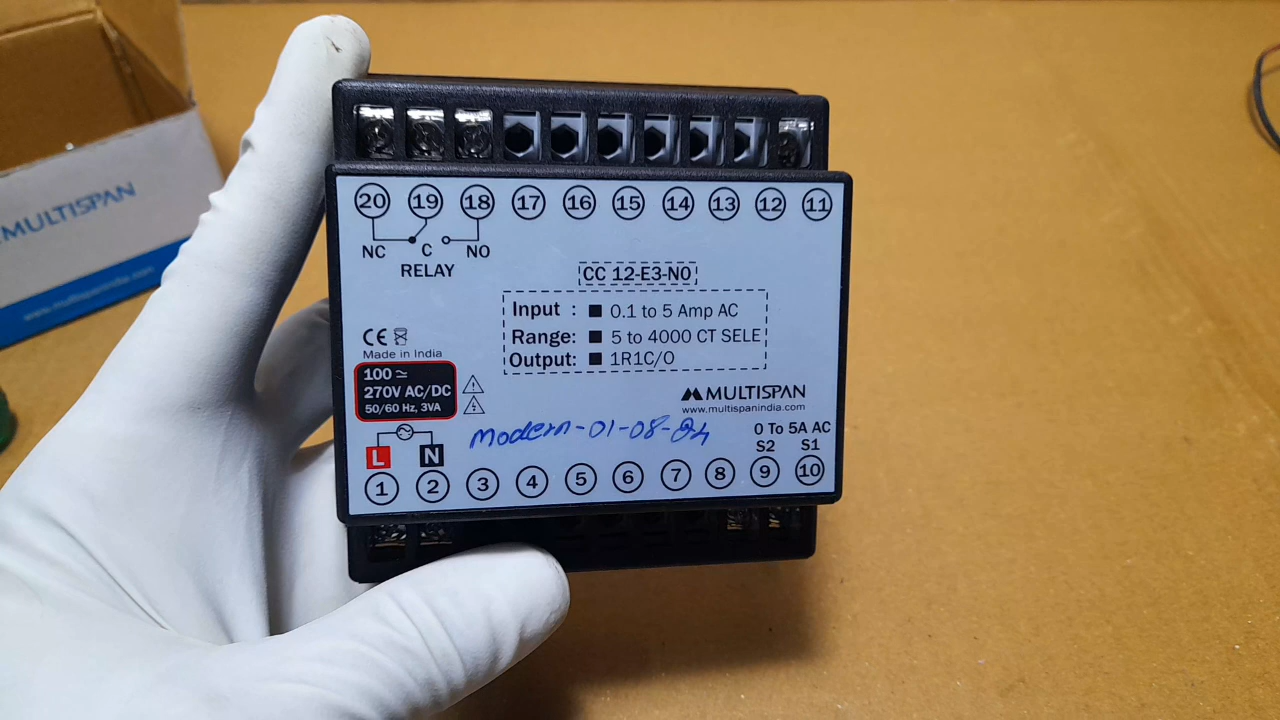 MULTISPAN
www.multispanindia.com
20 19 18 17 16 15 14 13 12 11
NC C NO
RELAY
CC 12-E3-N0
Input : ■ 0.1 to 5 Amp AC
Range: ■ 5 to 4000 CT SELE
Output: ■ 1R1C/O
CE
Made in India
100 ≃
270V AC/DC
50/60 Hz, 3VA
MULTISPAN
www.multispanindia.com
Modern-01-08-24
0 To 5A AC
S2 S1
L N
1 2 3 4 5 6 7 8 9 10